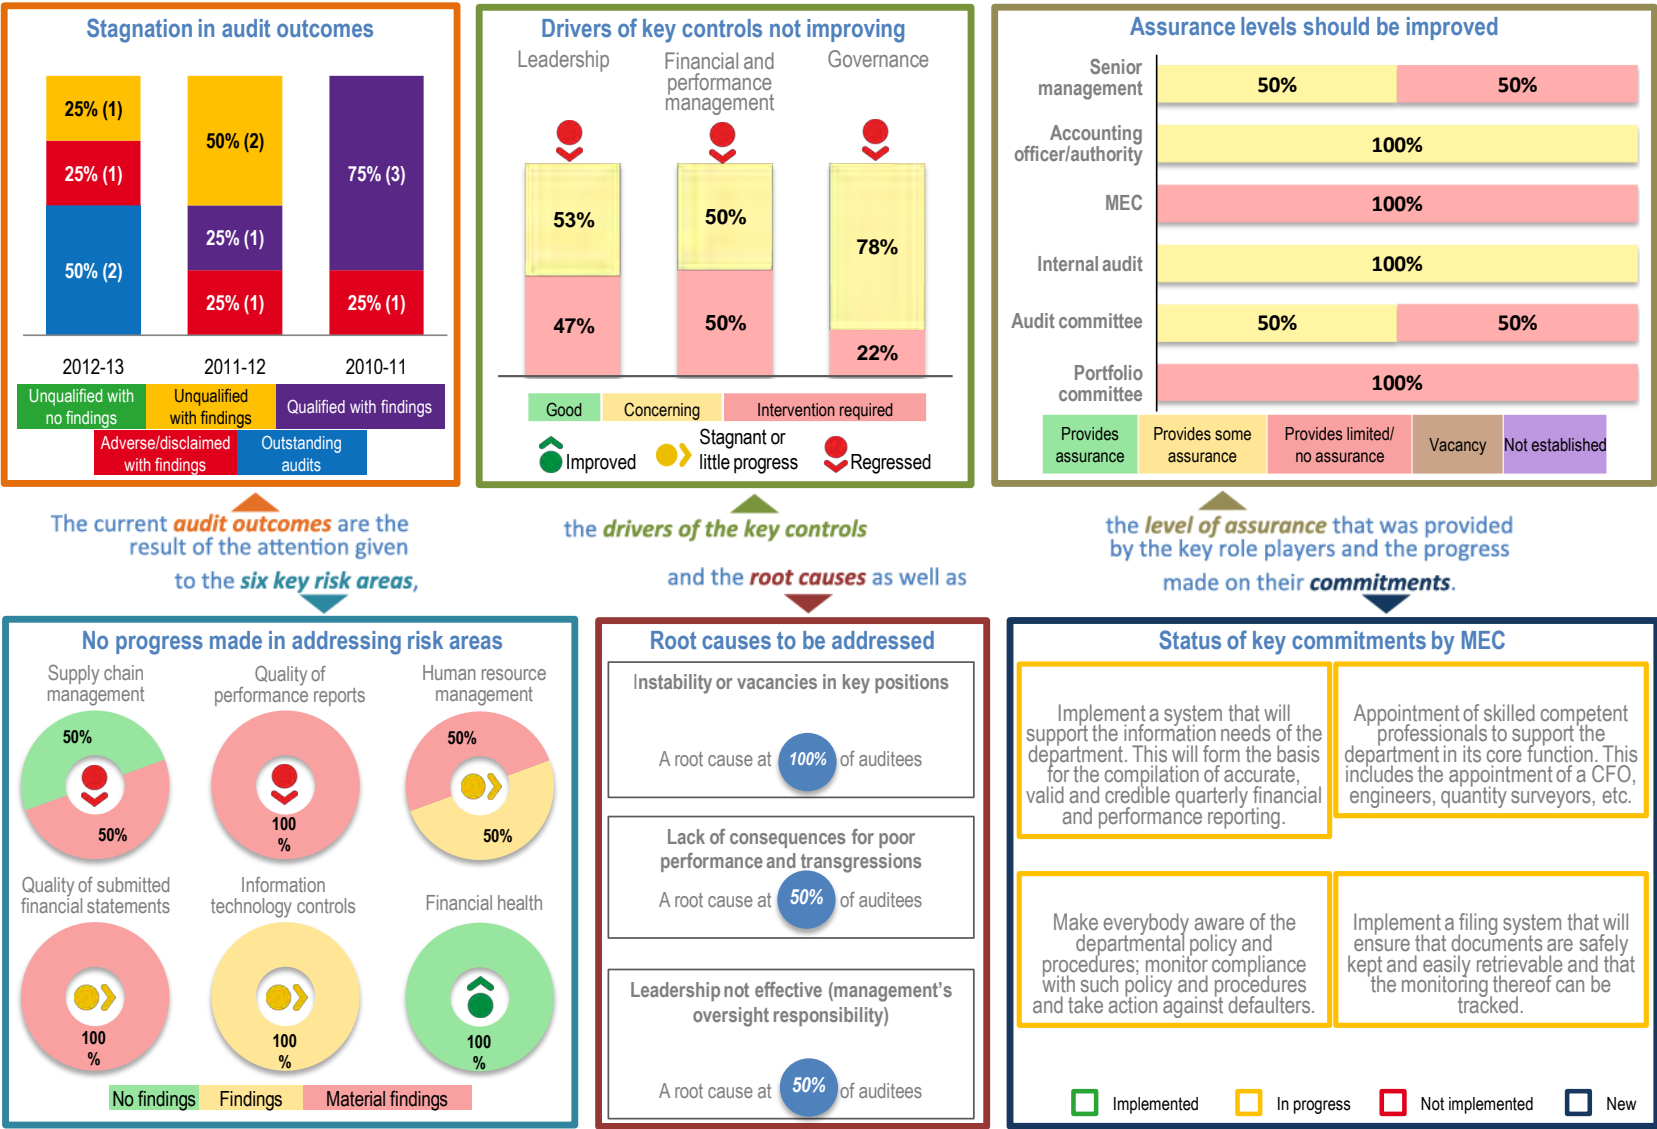 Stagnation in audit outcomes
25% (1)
25% (1)
50% (2)
50% (2)
25% (1)
25% (1)
75% (3)
25% (1)
2012-13
2011-12
2010-11
Unqualified with
no findings
Unqualified
with findings
Qualified with findings
Adverse/disclaimed
with findings
Outstanding
audits
Drivers of key controls not improving
Leadership
Financial and
performance
management
Governance
53%
47%
50%
50%
78%
22%
Good
Concerning
Intervention required
Improved
Stagnant or
little progress
Regressed
Assurance levels should be improved
Senior
management
50%
50%
Accounting
officer/authority
100%
MEC
100%
Internal audit
100%
Audit committee
50%
50%
Portfolio
committee
100%
Provides
assurance
Provides some
assurance
Provides limited/
no assurance
Vacancy
Not established
The current audit outcomes are the
result of the attention given
to the six key risk areas,
the drivers of the key controls
and the root causes as well as
the level of assurance that was provided
by the key role players and the progress
made on their commitments.
No progress made in addressing risk areas
Supply chain
management
50%
50%
Quality of
performance reports
100
%
Human resource
management
50%
50%
Quality of submitted
financial statements
100
%
Information
technology controls
100
%
Financial health
100
%
No findings
Findings
Material findings
Root causes to be addressed
Instability or vacancies in key positions
A root cause at 100% of auditees
Lack of consequences for poor
performance and transgressions
A root cause at 50% of auditees
Leadership not effective (management's
oversight responsibility)
A root cause at 50% of auditees
Status of key commitments by MEC
Implement a system that will
support the information needs of the
department. This will form the basis
for the compilation of accurate,
valid and credible quarterly financial
and performance reporting.
Appointment of skilled competent
professionals to support the
department in its core function. This
includes the appointment of a CFO,
engineers, quantity surveyors, etc.
Make everybody aware of the
departmental policy and
procedures; monitor compliance
with such policy and procedures
and take action against defaulters.
Implement a filing system that will
ensure that documents are safely
kept and easily retrievable and that
the monitoring thereof can be
tracked.
Implemented
In progress
Not implemented
New